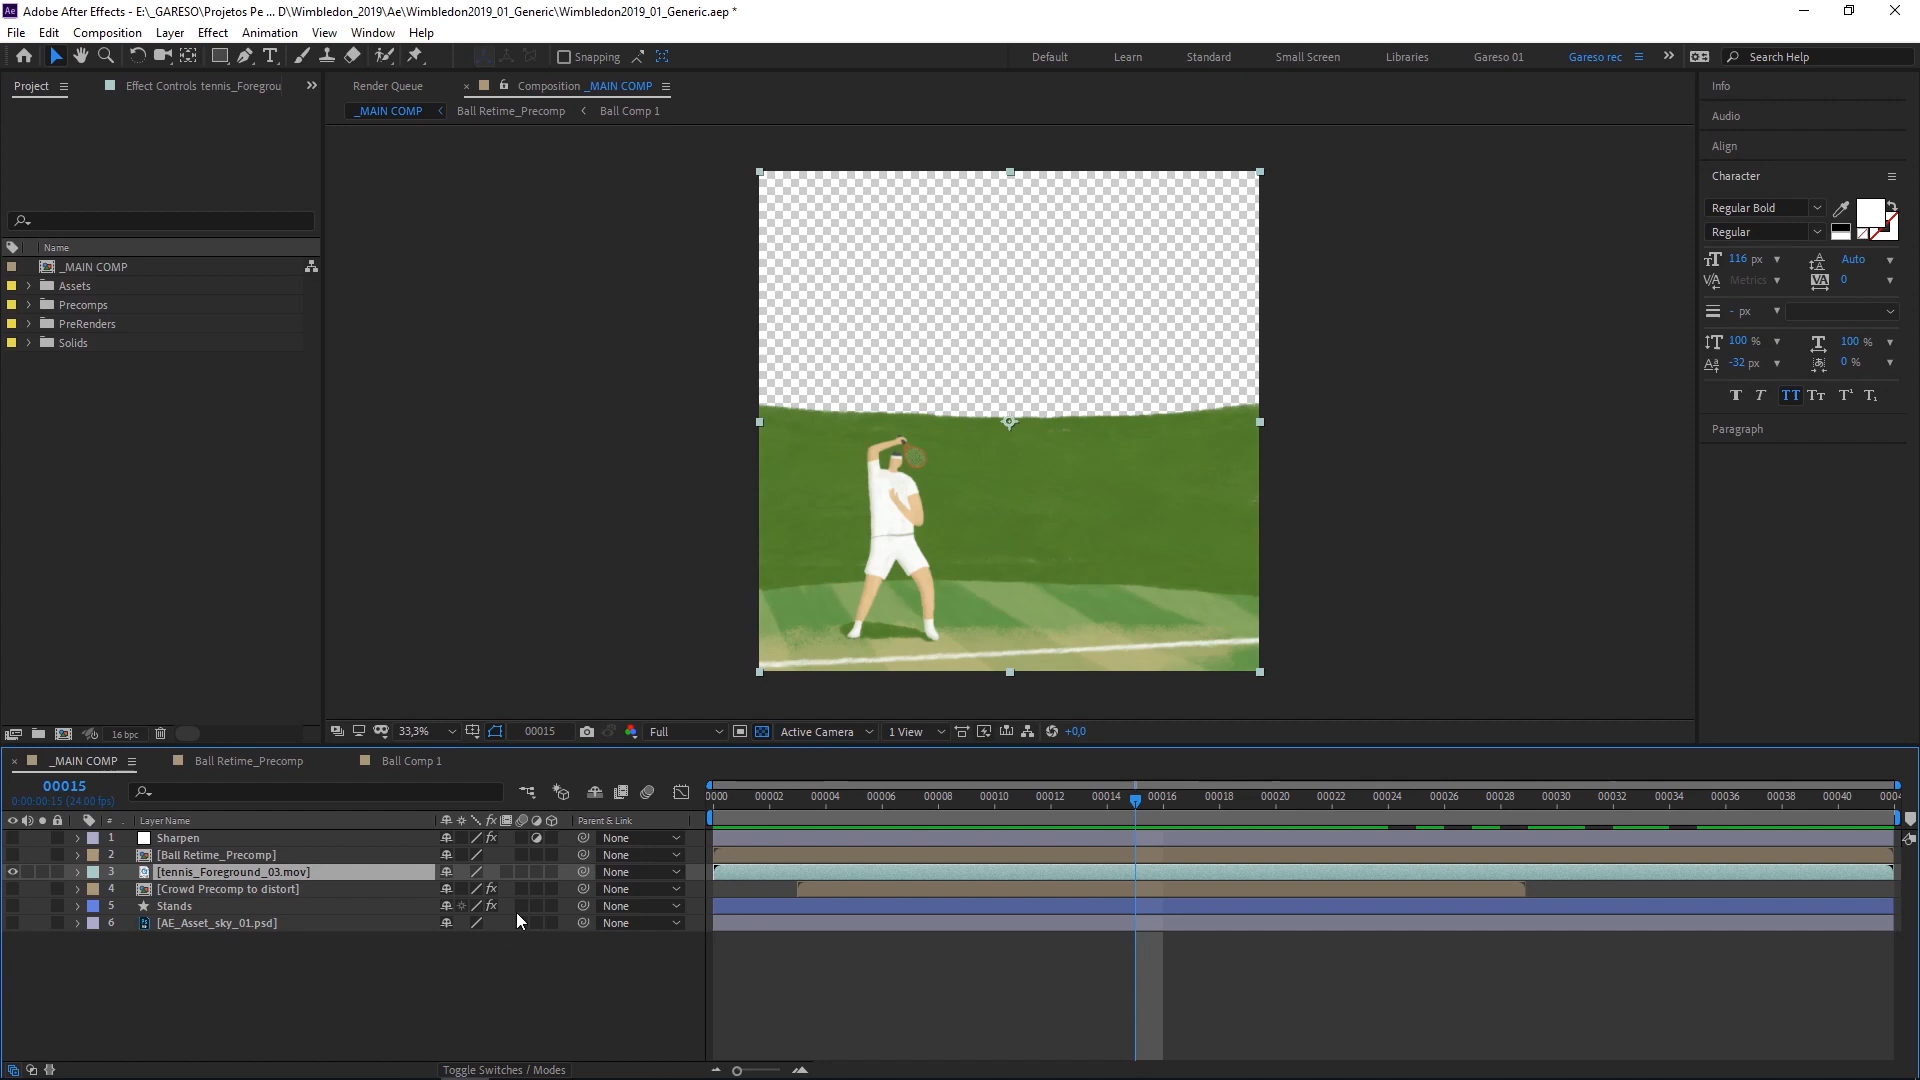 Adobe After Effects - E:\_GARESO\Projetos Pe ... D\Wimbledon_2019\Ae\Wimbledon2019_01_Generic\Wimbledon2019_01_Generic.aep *
File Edit Composition Layer Effect Animation View Window Help
Snapping
Default Learn Standard Small Screen Libraries Gareso 01 Gareso rec Search Help
Project Effect Controls tennis_Foregrou
Render Queue Composition _MAIN COMP
_MAIN COMP Ball Retime_Precomp Ball Comp 1
Name
_MAIN COMP
Assets
Precomps
PreRenders
Solids
16 bpc
33,3% 00015 Full Active Camera 1 View +0,0
Info
Audio
Align
Character
Regular Bold
Regular
116 px Auto
Metrics 0
- px
100 % 100 %
-32 px 0 %
T T TT Tт T¹ T₁
Paragraph
_MAIN COMP Ball Retime_Precomp Ball Comp 1
00015
0:00:00:15 (24.00 fps)
0000 00002 00004 00006 00008 00010 00012 00014 00016 00018 00020 00022 00024 00026 00028 00030 00032 00034 00036 00038 00040 0004
# Layer Name Parent & Link
1 Sharpen fx None
2 [Ball Retime_Precomp] None
3 [tennis_Foreground_03.mov] None
4 [Crowd Precomp to distort] fx None
5 Stands fx None
6 [AE_Asset_sky_01.psd] None
Toggle Switches / Modes